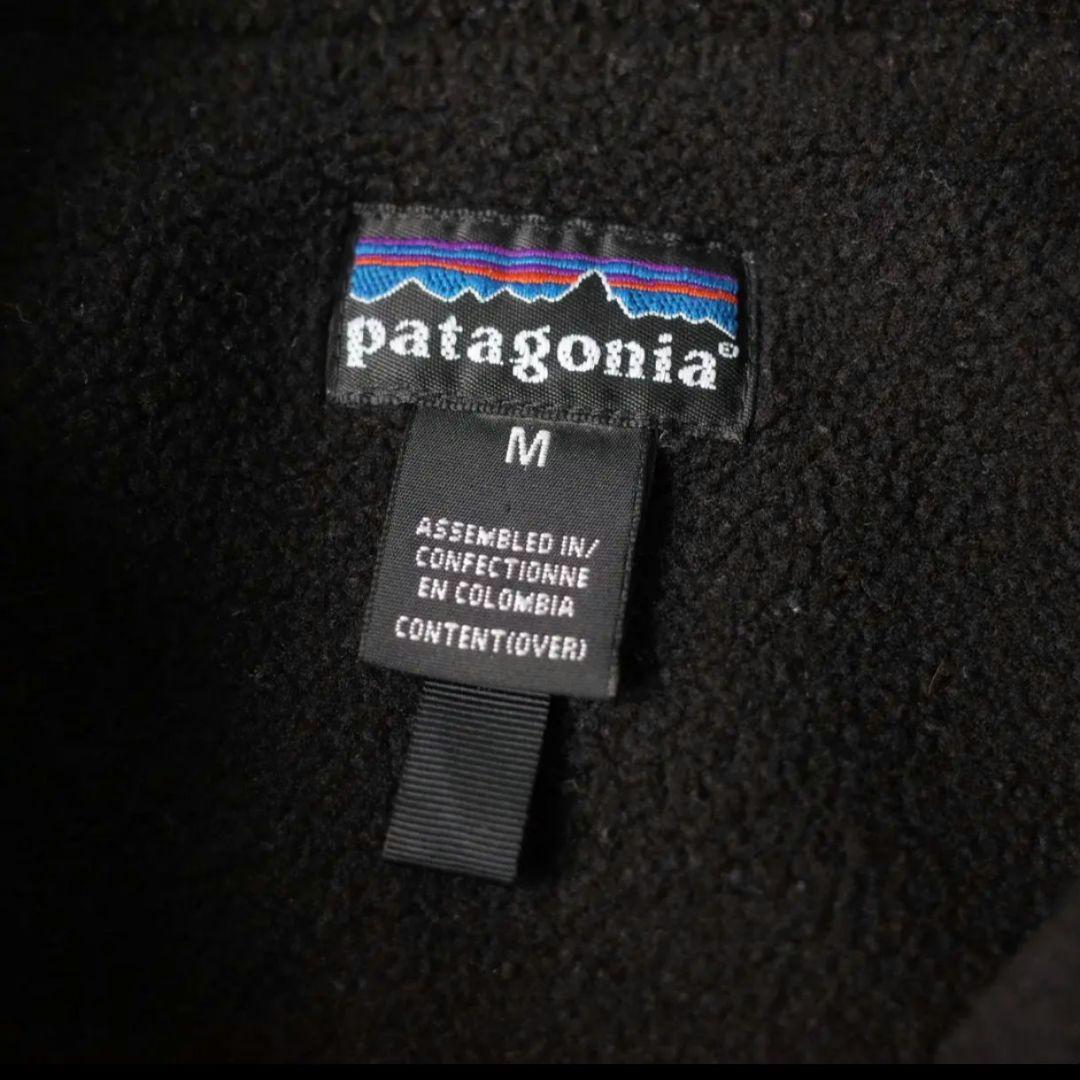 patagonia®
M
ASSEMBLED IN/
CONFECTIONNE
EN COLOMBIA
CONTENT(OVER)